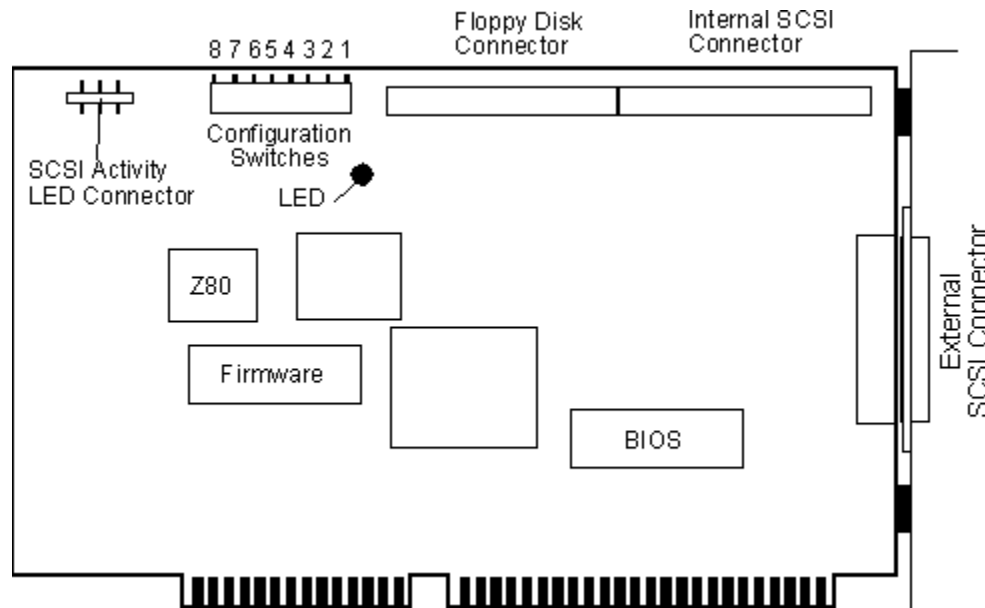 Floppy Disk
Connector
Internal SCSI
Connector
8 7 6 5 4 3 2 1
Configuration
Switches
SCSI Activity
LED Connector
LED
Z80
Firmware
BIOS
External
SCSI Connector